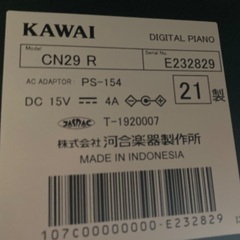 KAWAI
DIGITAL PIANO
Model
CN29 R
Serial No.
E232829
AC ADAPTOR : PS-154
DC 15V ⎓ 4A
21 製
T-1920007
株式会社 河合楽器製作所
MADE IN INDONESIA
107C00000000-E232829